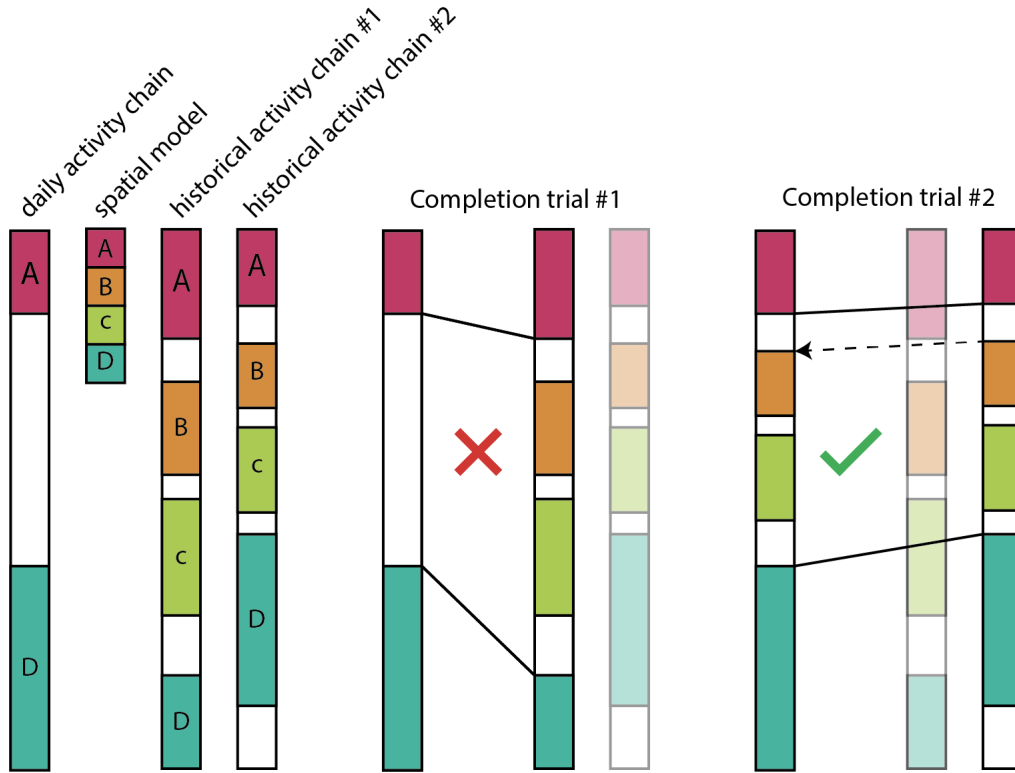 daily activity chain
spatial model
historical activity chain #1
historical activity chain #2
Completion trial #1
Completion trial #2
A
D
A
B
c
D
A
B
c
D
A
B
c
D